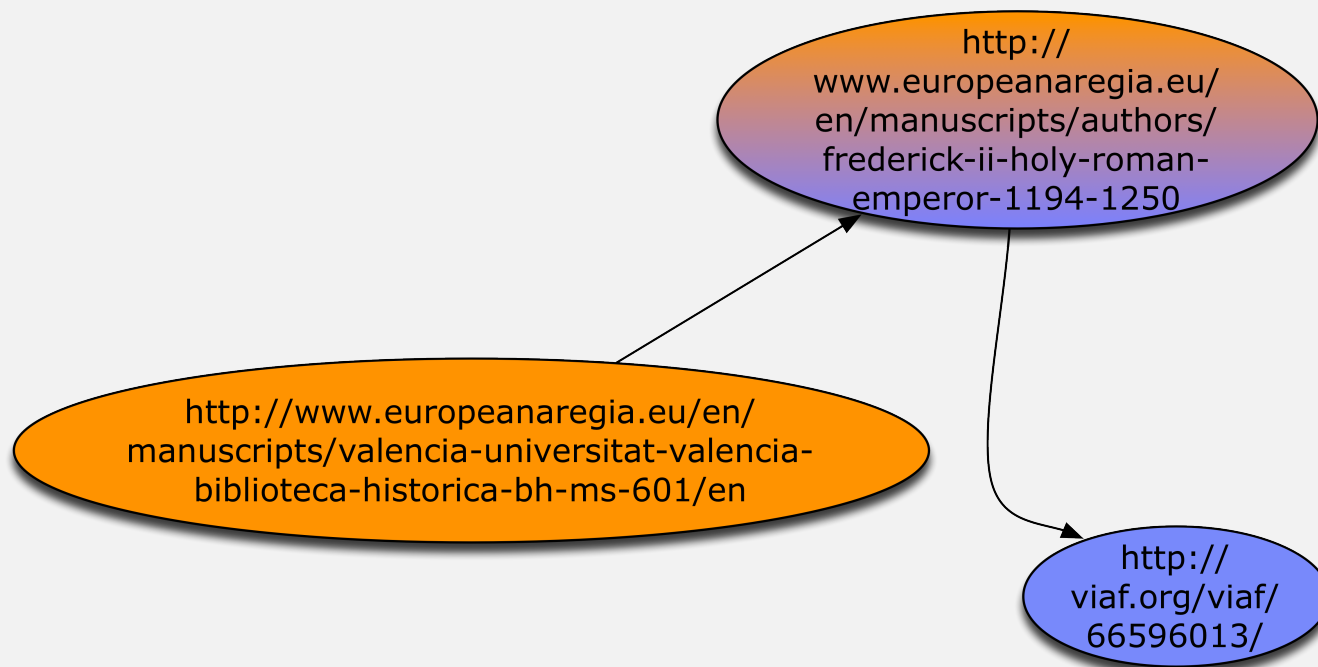 http://
www.europeanaregia.eu/
en/manuscripts/authors/
frederick-ii-holy-roman-
emperor-1194-1250
http://www.europeanaregia.eu/en/
manuscripts/valencia-universitat-valencia-
biblioteca-historica-bh-ms-601/en
http://
viaf.org/viaf/
66596013/